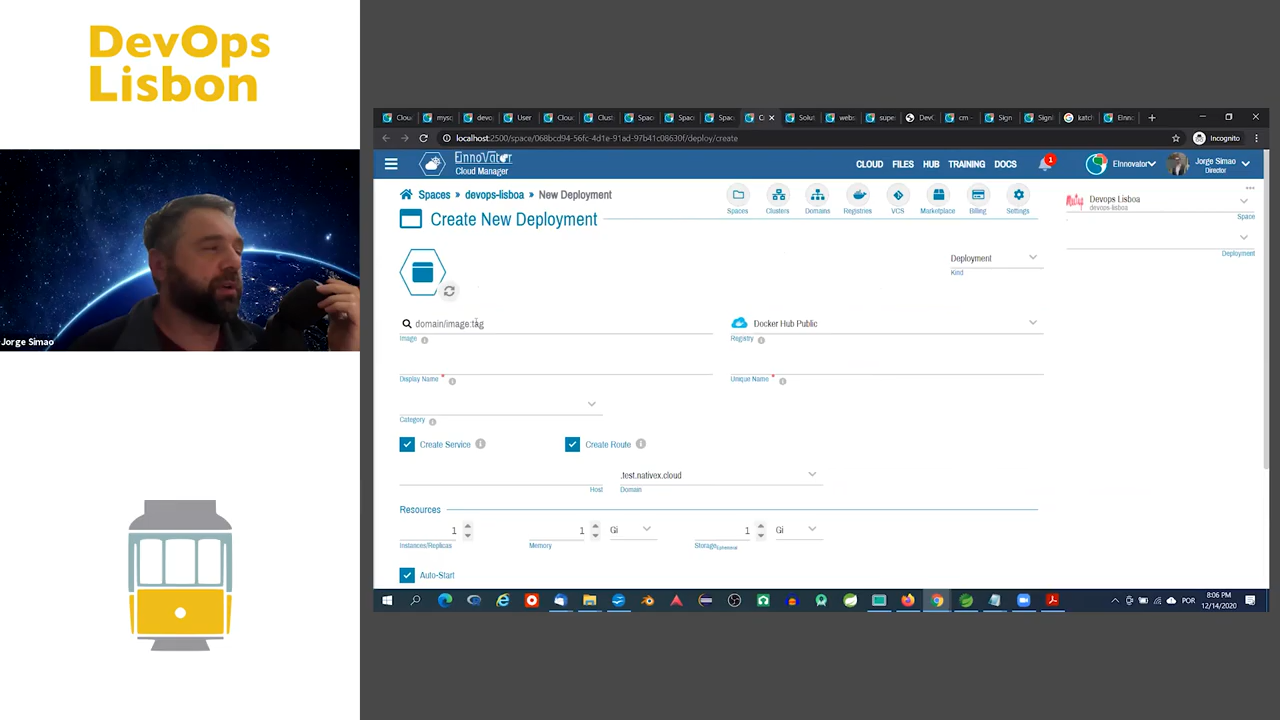 DevOps
Lisbon
Jorge Simao
localhost:2500/space/068bcd94-56fc-4d1e-91ad-97b41c08630f/deploy/create
Incognito
EinnoVator
Cloud Manager
CLOUD FILES HUB TRAINING DOCS
1
EInnovator
Jorge Simao
Director
Spaces » devops-lisboa » New Deployment
Spaces Clusters Domains Registries VCS Marketplace Billing Settings
Devops Lisboa
devops-lisboa
Space
Create New Deployment
Deployment
Deployment
Kind
domain/image:tag
Docker Hub Public
Image
Registry
Display Name *
Unique Name *
Category
Create Service
Create Route
.test.nativex.cloud
Host
Domain
Resources
1 1 Gi 1 Gi
Instances/Replicas Memory Storage
Auto-Start
POR
8:06 PM
12/14/2020